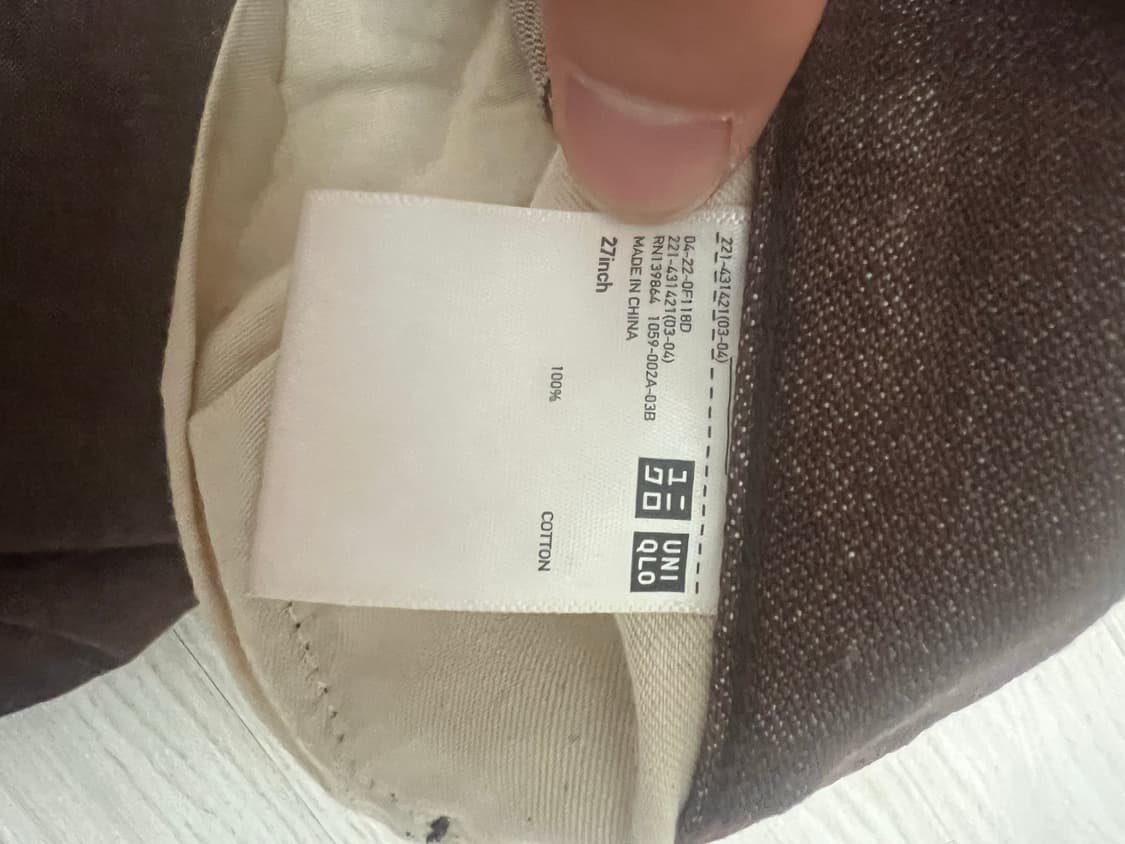 221-431421(03-04)
04-22-0F118D
221-431421(03-04)
RN139864 1059-002A-03B
MADE IN CHINA
27inch
100% COTTON
ユニ
クロ
UNI
QLO